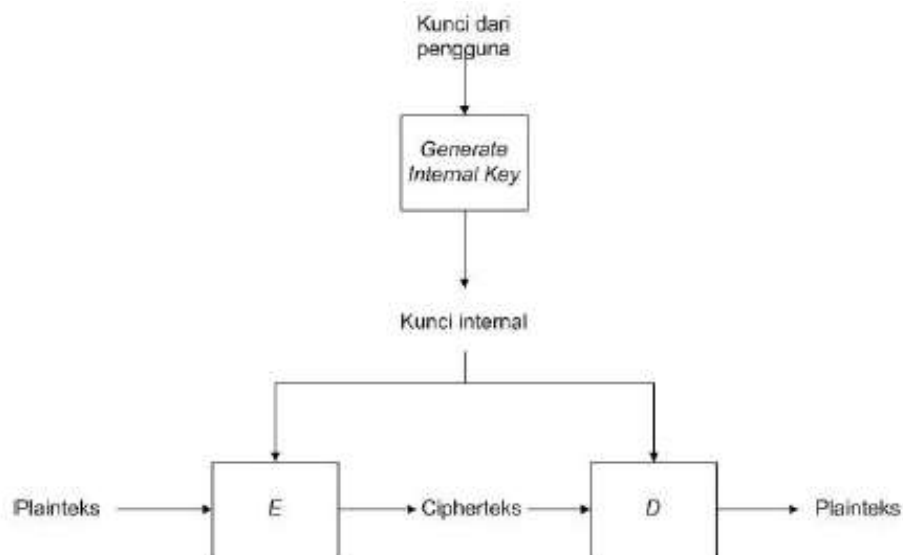 Kunci dari
pengguna
Generate
Internal Key
Kunci internal
Plainteks
E
Cipherteks
D
Plainteks